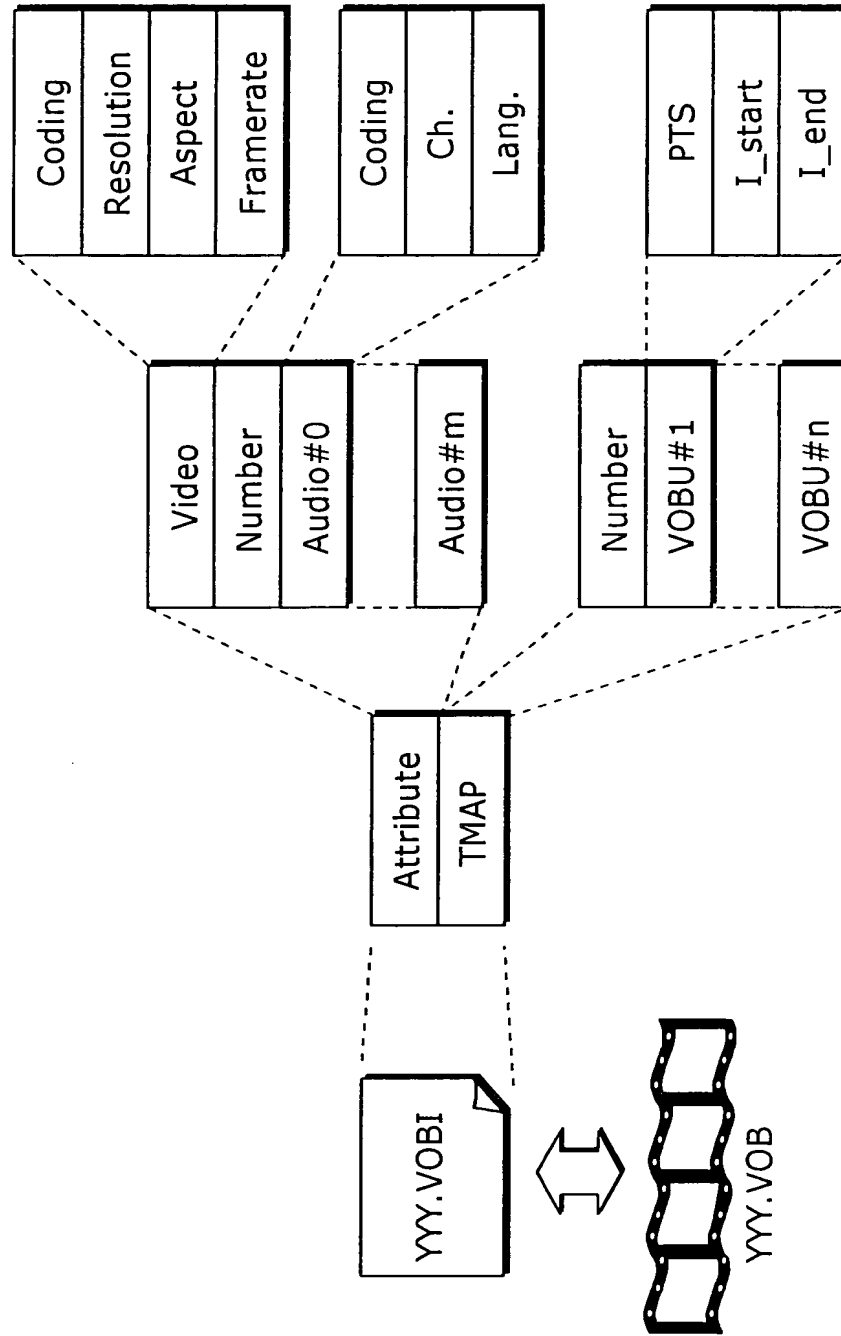 YYY.VOBI
YYY.VOB
Attribute
TMAP
Video
Number
Audio#0
Audio#m
Number
VOBU#1
VOBU#n
Coding
Resolution
Aspect
Framerate
Coding
Ch.
Lang.
PTS
I_start
I_end